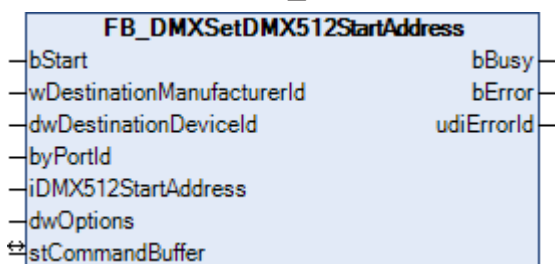 FB_DMXSetDMX512StartAddress
bStart bBusy
wDestinationManufacturerId bError
dwDestinationDeviceId udiErrorId
byPortId
iDMX512StartAddress
dwOptions
stCommandBuffer